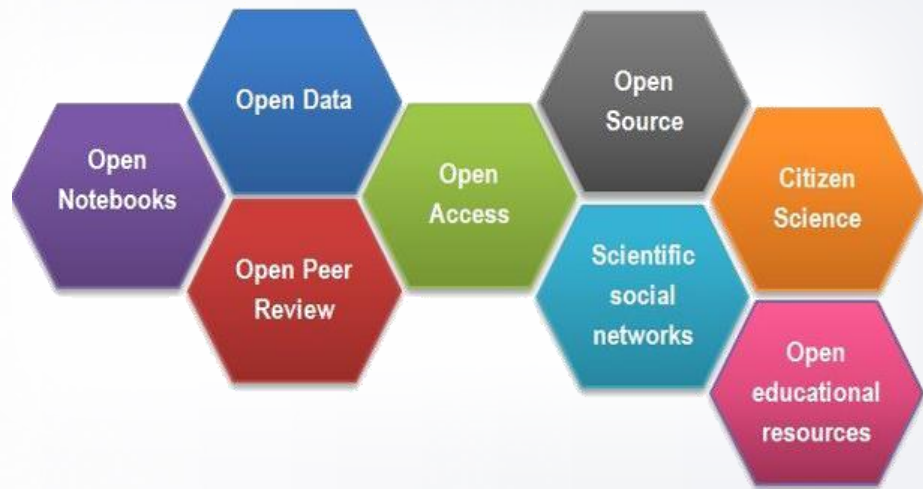 Open
Notebooks
Open Data
Open Peer
Review
Open
Access
Open
Source
Scientific
social
networks
Citizen
Science
Open
educational
resources